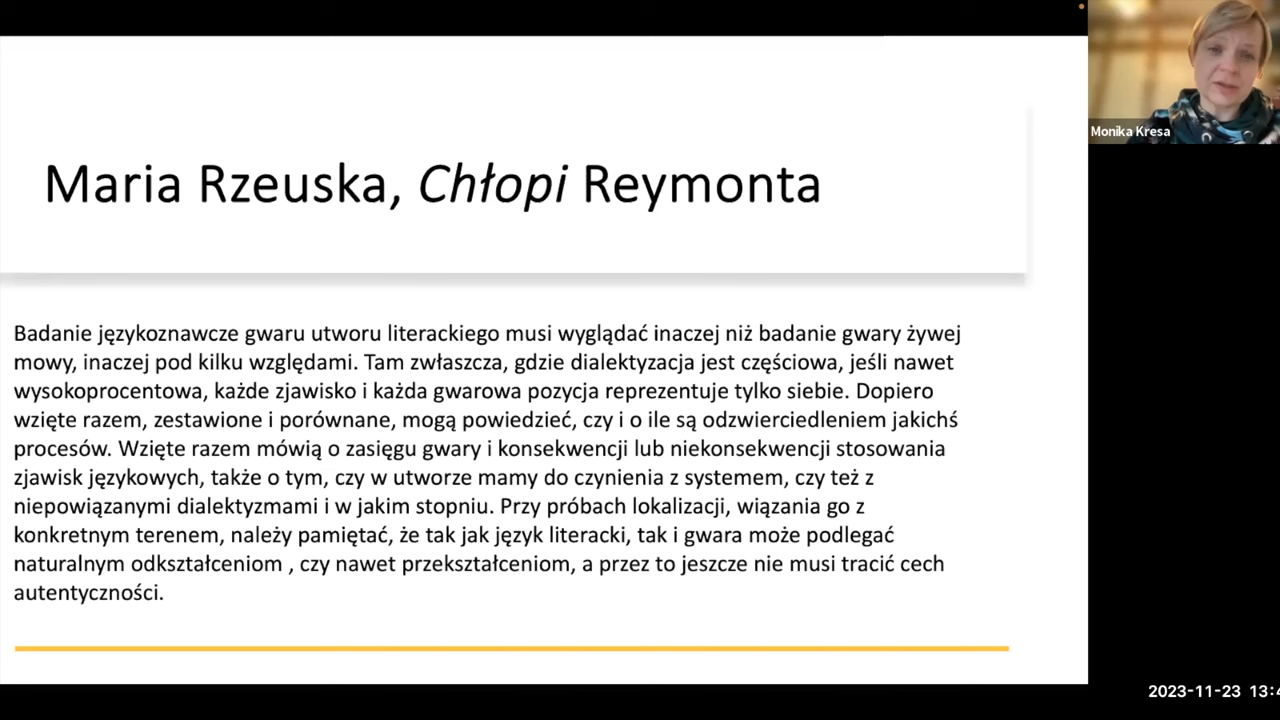 Maria Rzeuska, Chłopi Reymonta
Badanie językoznawcze gwaru utworu literackiego musi wyglądać inaczej niż badanie gwary żywej
mowy, inaczej pod kilku względami. Tam zwłaszcza, gdzie dialektyzacja jest częściowa, jeśli nawet
wysokoprocentowa, każde zjawisko i każda gwarowa pozycja reprezentuje tylko siebie. Dopiero
wzięte razem, zestawione i porównane, mogą powiedzieć, czy i o ile są odzwierciedleniem jakichś
procesów. Wzięte razem mówią o zasięgu gwary i konsekwencji lub niekonsekwencji stosowania
zjawisk językowych, także o tym, czy w utworze mamy do czynienia z systemem, czy też z
niepowiązanymi dialektyzmami i w jakim stopniu. Przy próbach lokalizacji, wiązania go z
konkretnym terenem, należy pamiętać, że tak jak język literacki, tak i gwara może podlegać
naturalnym odkształceniom , czy nawet przekształceniom, a przez to jeszcze nie musi tracić cech
autentyczności.
Monika Kresa
2023-11-23 13:4